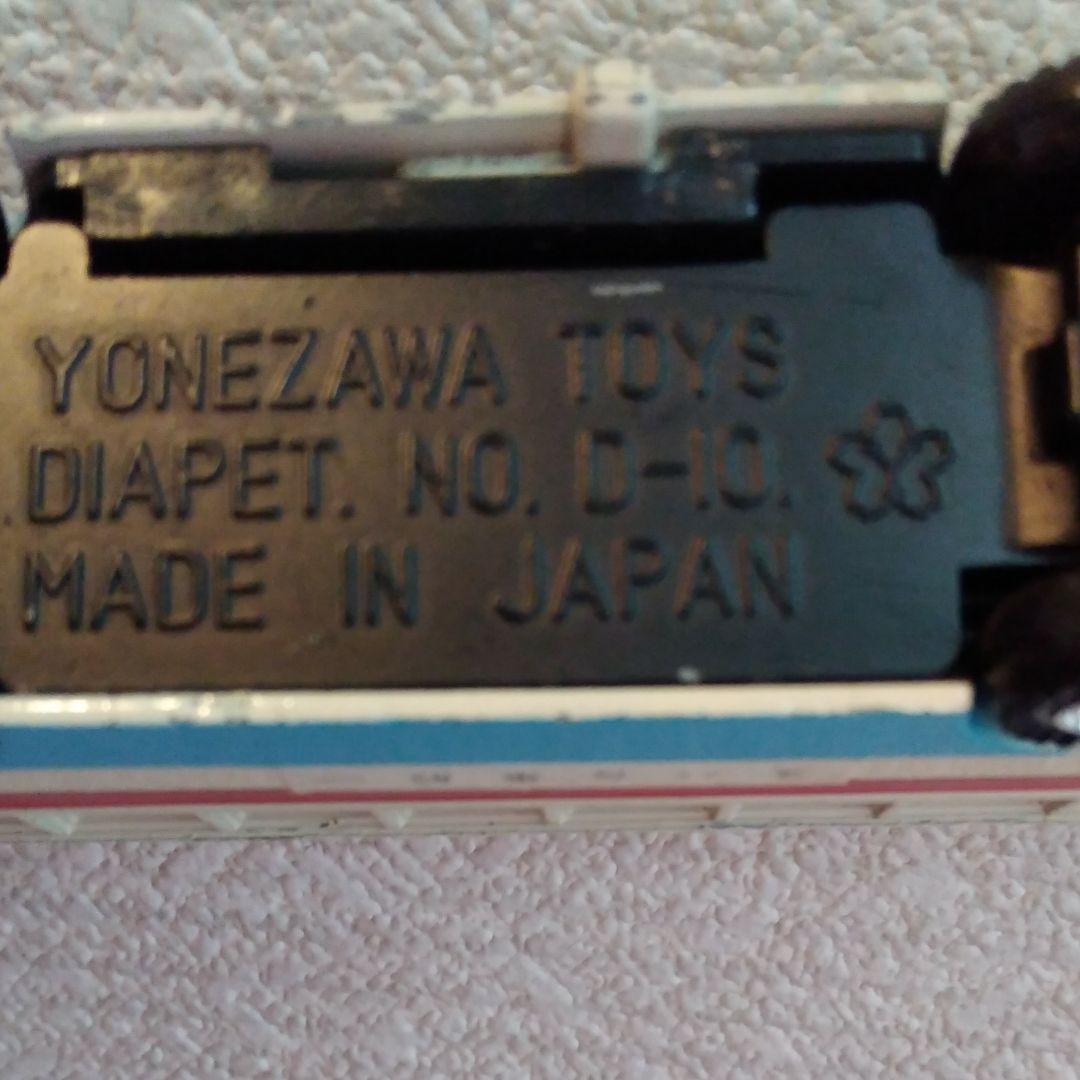 YONEZAWA TOYS
DIAPET. NO. D-10.
MADE IN JAPAN